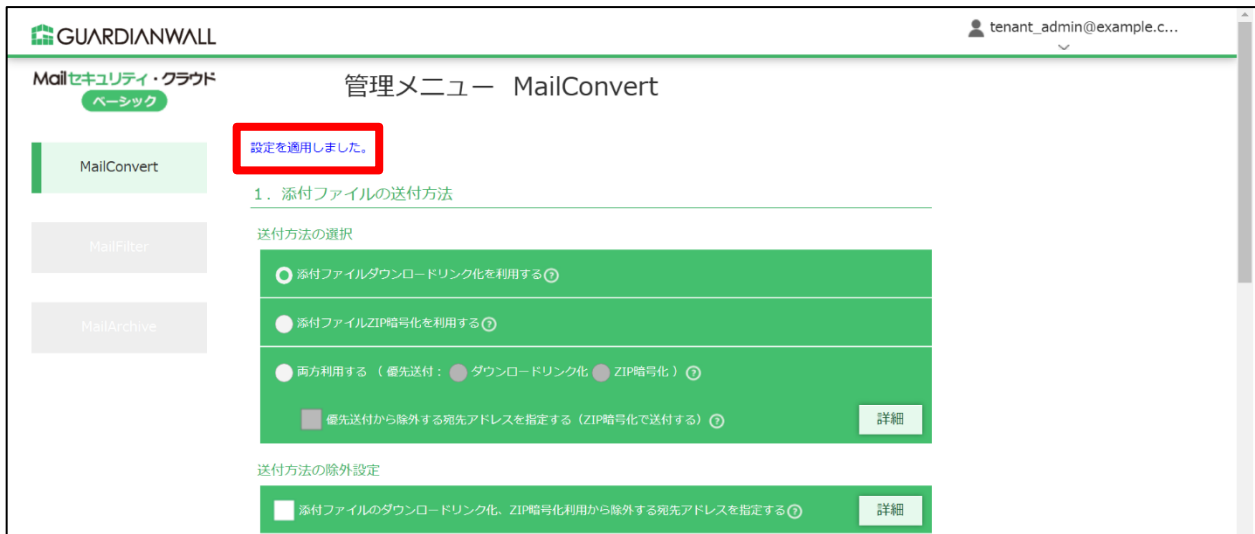 GUARDIANWALL
tenant_admin@example.c...
Mailセキュリティ・クラウド
ベーシック
管理メニュー MailConvert
設定を適用しました。
MailConvert
MailFilter
MailArchive
1. 添付ファイルの送付方法
送付方法の選択
添付ファイルダウンロードリンク化を利用する?
添付ファイルZIP暗号化を利用する?
両方利用する ( 優先送付 : ダウンロードリンク化 ZIP暗号化 ) ?
優先送付から除外する宛先アドレスを指定する（ZIP暗号化で送付する）?
詳細
送付方法の除外設定
添付ファイルのダウンロードリンク化、ZIP暗号化利用から除外する宛先アドレスを指定する?
詳細